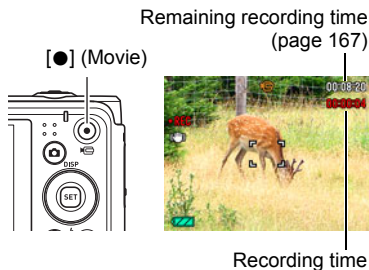 Remaining recording time
(page 167)
[●] (Movie)
00:08:20
00:00:04
●REC
DISP
SET
Recording time